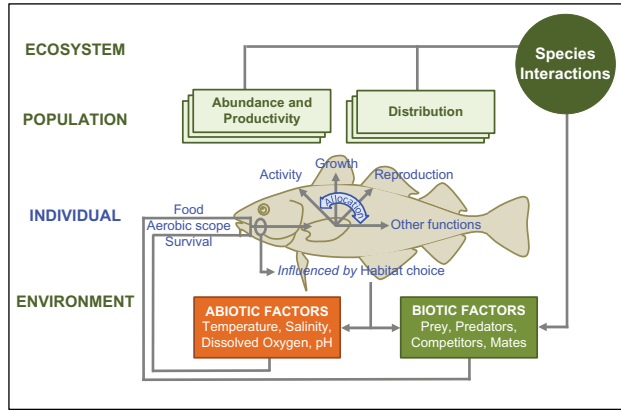 ECOSYSTEM
Species
Interactions
POPULATION
Abundance and
Productivity
Distribution
INDIVIDUAL
Growth
Activity
Reproduction
Allocation
Food
Aerobic scope
Survival
Other functions
Influenced by Habitat choice
ENVIRONMENT
ABIOTIC FACTORS
Temperature, Salinity,
Dissolved Oxygen, pH
BIOTIC FACTORS
Prey, Predators,
Competitors, Mates